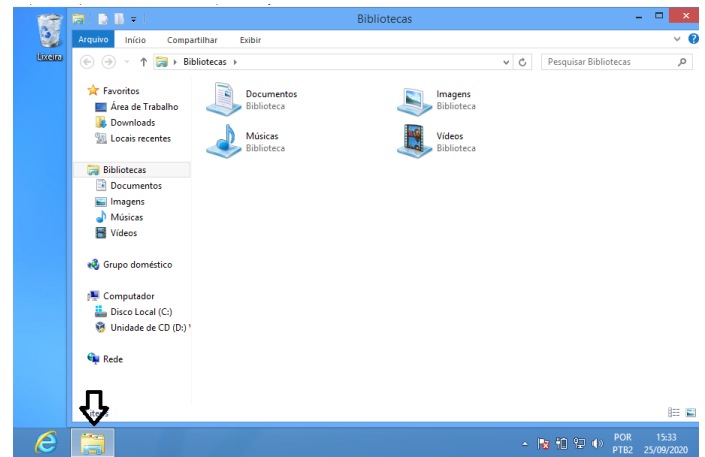 Bibliotecas
Lixeira
Arquivo Início Compartilhar Exibir
Bibliotecas
Pesquisar Bibliotecas
Favoritos
Área de Trabalho
Downloads
Locais recentes
Bibliotecas
Documentos
Imagens
Músicas
Vídeos
Grupo doméstico
Computador
Disco Local (C:)
Unidade de CD (D:)
Rede
Documentos
Biblioteca
Imagens
Biblioteca
Músicas
Biblioteca
Vídeos
Biblioteca
POR
PTB2
15:33
25/09/2020